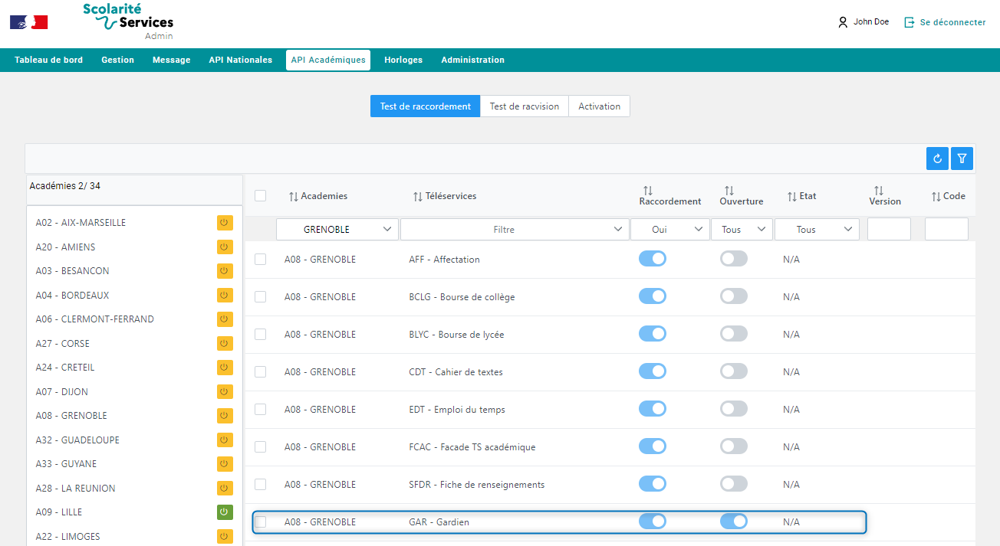 Scolarité
Services
Admin
John Doe
Se déconnecter
Tableau de bord Gestion Message API Nationales API Académiques Horloges Administration
Test de raccordement Test de racvision Activation
Académies 2/ 34
A02 - AIX-MARSEILLE
A20 - AMIENS
A03 - BESANCON
A04 - BORDEAUX
A06 - CLERMONT-FERRAND
A27 - CORSE
A24 - CRETEIL
A07 - DIJON
A08 - GRENOBLE
A32 - GUADELOUPE
A33 - GUYANE
A28 - LA REUNION
A09 - LILLE
A22 - LIMOGES
Academies Téléservices Raccordement Ouverture Etat Version Code
GRENOBLE Filtre Oui Tous Tous
A08 - GRENOBLE AFF - Affectation N/A
A08 - GRENOBLE BCLG - Bourse de collège N/A
A08 - GRENOBLE BLYC - Bourse de lycée N/A
A08 - GRENOBLE CDT - Cahier de textes N/A
A08 - GRENOBLE EDT - Emploi du temps N/A
A08 - GRENOBLE FCAC - Facade TS académique N/A
A08 - GRENOBLE SFDR - Fiche de renseignements N/A
A08 - GRENOBLE GAR - Gardien N/A